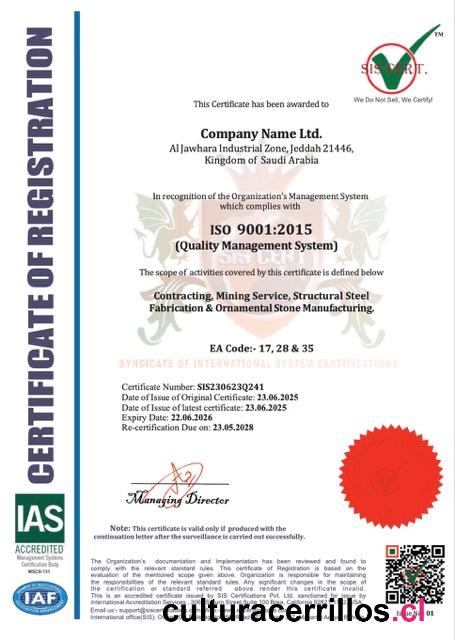 CERTIFICATE OF REGISTRATION
SIS CERT.
TM
We Do Not Sell, We Certify!
This Certificate has been awarded to
Company Name Ltd.
Al Jawhara Industrial Zone, Jeddah 21446,
Kingdom of Saudi Arabia
In recognition of the Organization's Management System
which complies with
ISO 9001:2015
(Quality Management System)
SIS CERT
The scope of activities covered by this certificate is defined below
Contracting, Mining Service, Structural Steel
Fabrication & Ornamental Stone Manufacturing.
EA Code:- 17, 28 & 35
SYNDICATE OF INTERNATIONAL SYSTEM CERTIFICATIONS
Certificate Number: SIS230623Q241
Date of Issue of Original Certificate: 23.06.2025
Date of Issue of latest certificate: 23.06.2025
Expiry Date: 22.06.2026
Re-certification Due on: 23.05.2028
Managing Director
Note: This certificate is valid only if produced with the
continuation letter after the surveillance is carried out successfully.
IAS
ACCREDITED
Management Systems
Certification Body
MSCB-131
IAF
The Organization's documentation and Implementation has been reviewed and found to
comply with the relevant standard rules. This certificate of Registration is based on the
evaluation of the mentioned scope given above. Organization is responsible for maintaining
the responsibilities of the relevant standard rules. Any significant changes in the scope of
the certification or standard referred above render this certificate invalid.
This is an accredited certificate issued by SIS Certifications Pvt. Ltd. sanctioned for issue by
International Accreditation Service Street Suite 100 Brea, California USA
Email us:- support@
International office(SIS):
Issue No: 01
culturacerrillos.cl